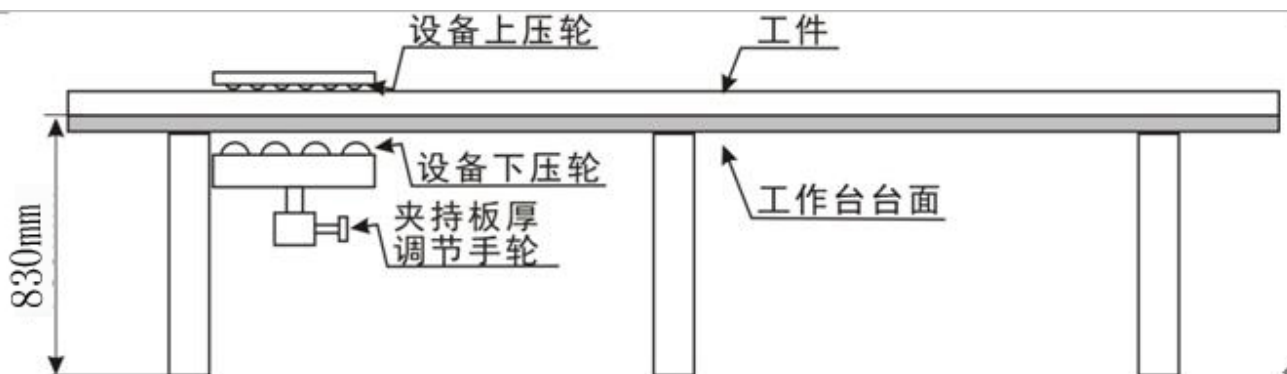 设备上压轮
工件
设备下压轮
工作台台面
夹持板厚
调节手轮
830mm